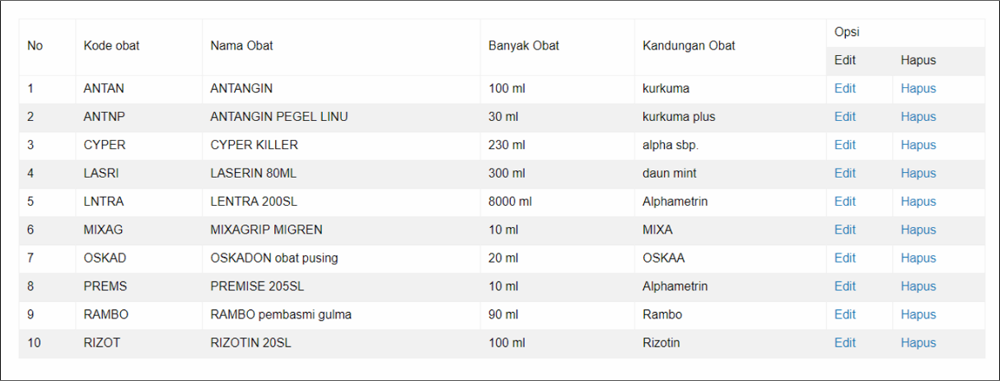 No Kode obat Nama Obat Banyak Obat Kandungan Obat Opsi
Edit Hapus
1 ANTAN ANTANGIN 100 ml kurkuma Edit Hapus
2 ANTNP ANTANGIN PEGEL LINU 30 ml kurkuma plus Edit Hapus
3 CYPER CYPER KILLER 230 ml alpha sbp. Edit Hapus
4 LASRI LASERIN 80ML 300 ml daun mint Edit Hapus
5 LNTRA LENTRA 200SL 8000 ml Alphametrin Edit Hapus
6 MIXAG MIXAGRIP MIGREN 10 ml MIXA Edit Hapus
7 OSKAD OSKADON obat pusing 20 ml OSKAA Edit Hapus
8 PREMS PREMISE 205SL 10 ml Alphametrin Edit Hapus
9 RAMBO RAMBO pembasmi gulma 90 ml Rambo Edit Hapus
10 RIZOT RIZOTIN 20SL 100 ml Rizotin Edit Hapus